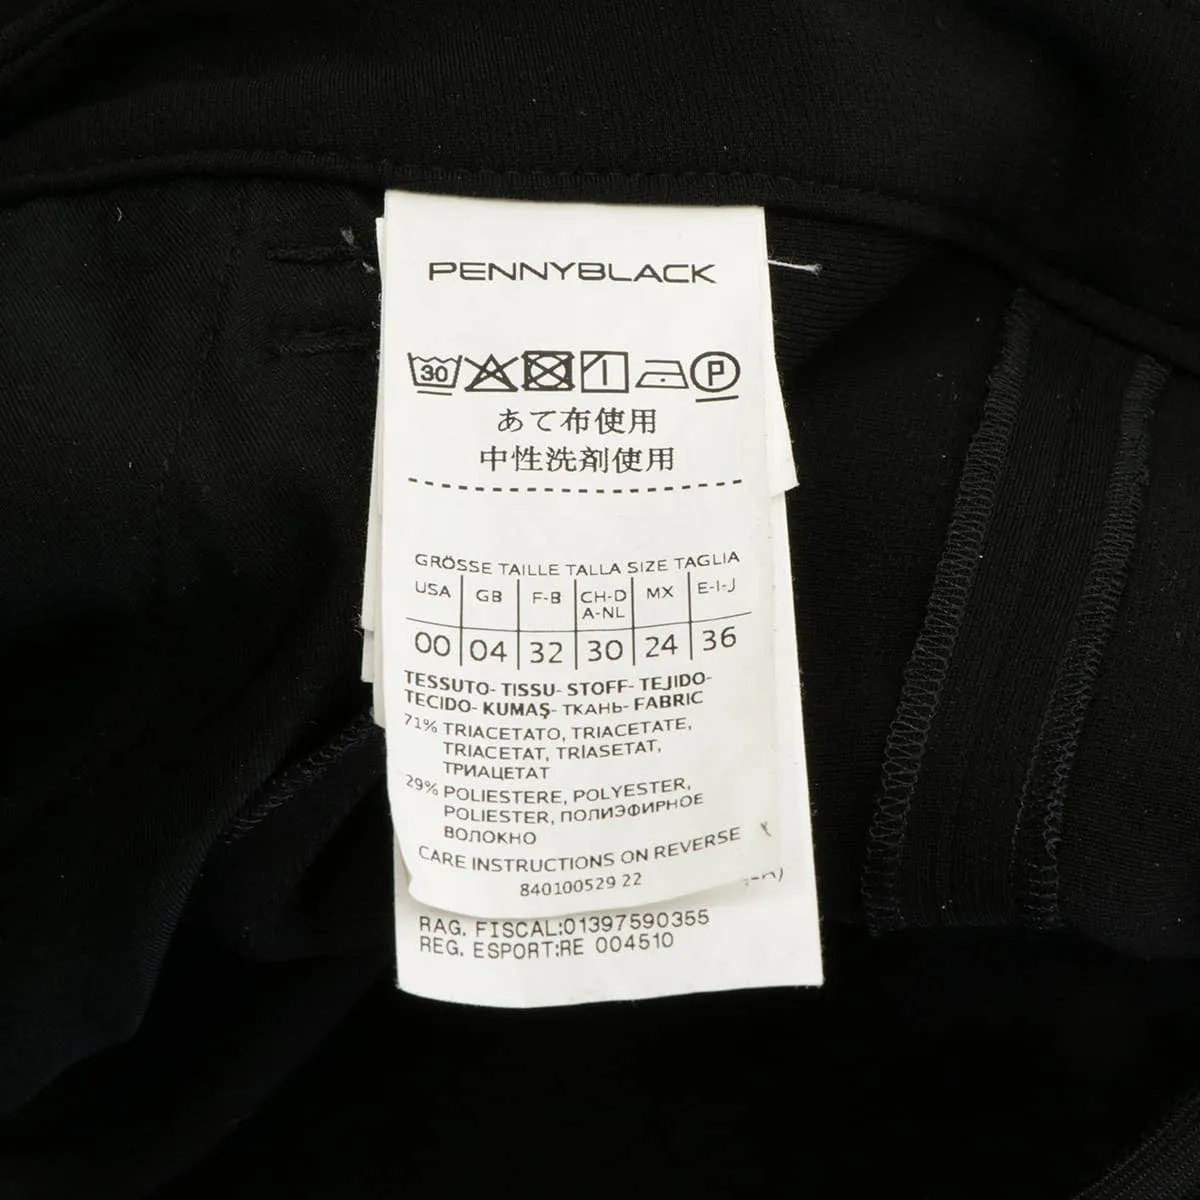 PENNYBLACK
30 P
あて布使用
中性洗剤使用
GRÖSSE TAILLE TALLA SIZE TAGLIA
USA GB F-B CH-D A-NL MX E-I-J
00 04 32 30 24 36
TESSUTO- TISSU- STOFF- TEJIDO-
TECIDO- KUMAŞ- ТКАНЬ- FABRIC
71% TRIACETATO, TRIACETATE,
TRIACETAT, TRİASETAT,
ТРИАЦЕТАТ
29% POLIESTERE, POLYESTER,
POLIESTER, ПОЛИЭФИРНОЕ
ВОЛОКНО
CARE INSTRUCTIONS ON REVERSE
840100529 22
RAG. FISCAL:01397590355
REG. ESPORT:RE 004510